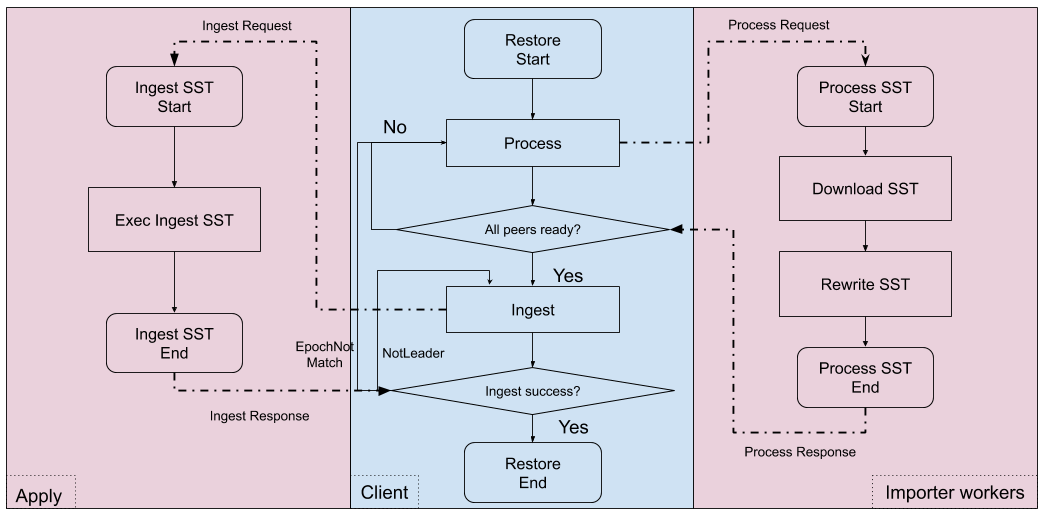 Ingest Request
Ingest SST
Start
Exec Ingest SST
Ingest SST
End
Ingest Response
Apply
Restore
Start
No
Process
All peers ready?
Yes
Ingest
EpochNot
Match
NotLeader
Ingest success?
Yes
Restore
End
Client
Process Request
Process SST
Start
Download SST
Rewrite SST
Process SST
End
Process Response
Importer workers